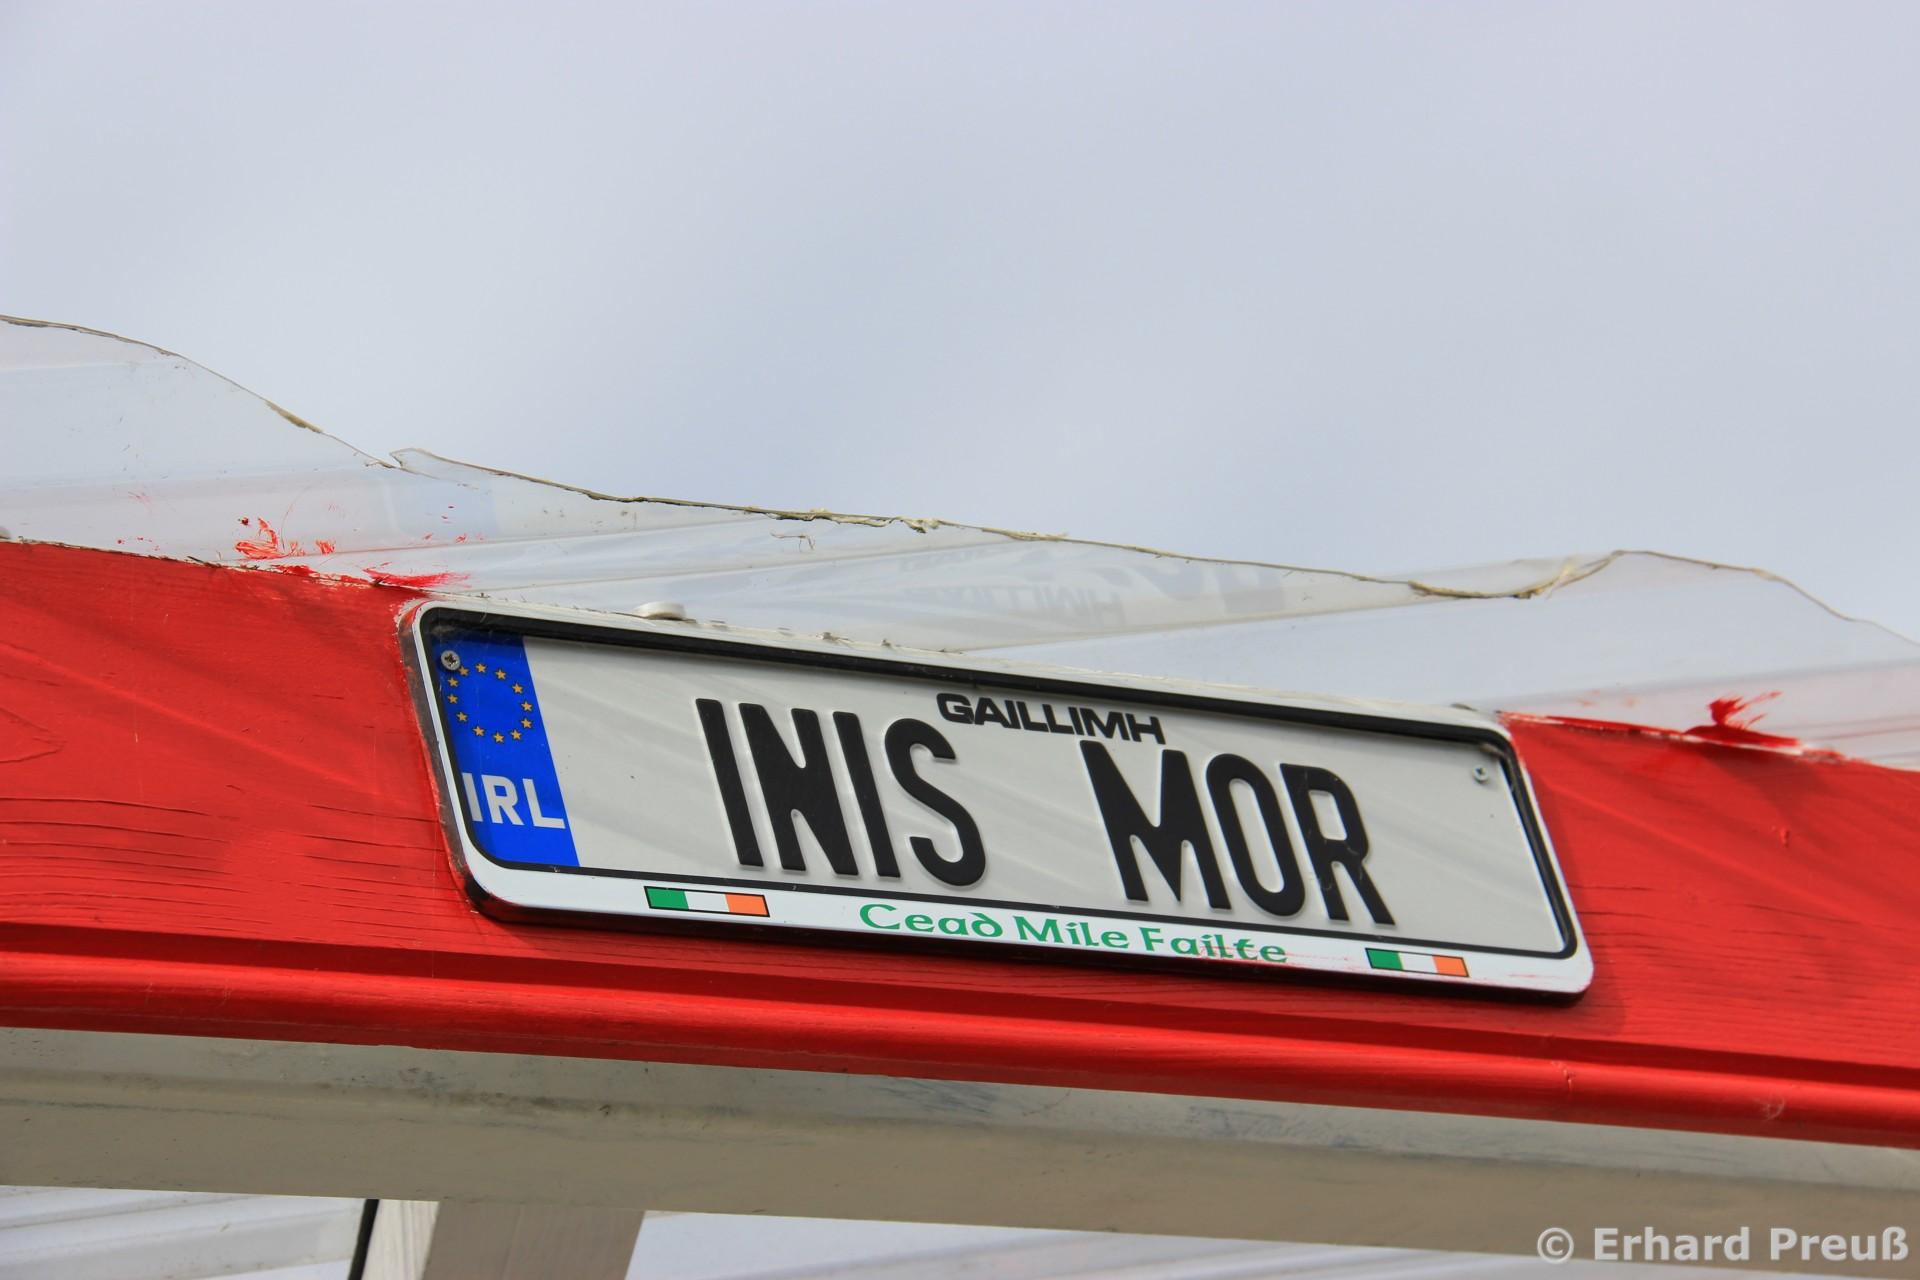 GAILLIMH
IRL INIS MOR
Cead Mile Failte
© Erhard Preuß